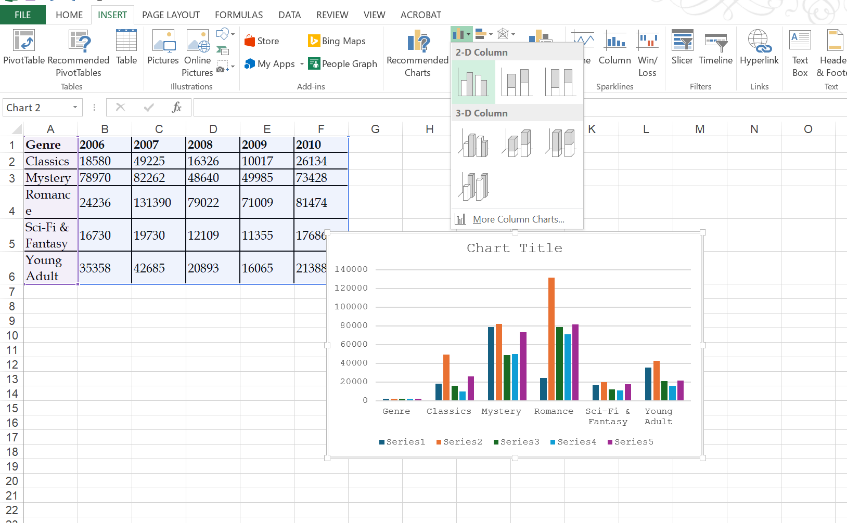 FILE HOME INSERT PAGE LAYOUT FORMULAS DATA REVIEW VIEW ACROBAT
PivotTable Recommended PivotTables Table
Tables
Pictures Online Pictures
Illustrations
Store
My Apps
Bing Maps
People Graph
Add-ins
Recommended Charts
2-D Column
3-D Column
More Column Charts...
Column Win/ Loss
Sparklines
Slicer Timeline
Filters
Hyperlink
Links
Text Box Heade & Foot
Text
Chart 2 fx
A B C D E F G H K L M N O
1 Genre 2006 2007 2008 2009 2010
2 Classics 18580 49225 16326 10017 26134
3 Mystery 78970 82262 48640 49985 73428
Romanc
4 e 24236 131390 79022 71009 81474
Sci-Fi &
5 Fantasy 16730 19730 12109 11355 17686
Young
6 Adult 35358 42685 20893 16065 21388
7
8
9
10
11
12
13
14
15
16
17
18
19
20
21
22
Chart Title
140000
120000
100000
80000
60000
40000
20000
0
Genre Classics Mystery Romance Sci-Fi & Young
Fantasy Adult
Series1 Series2 Series3 Series4 Series5